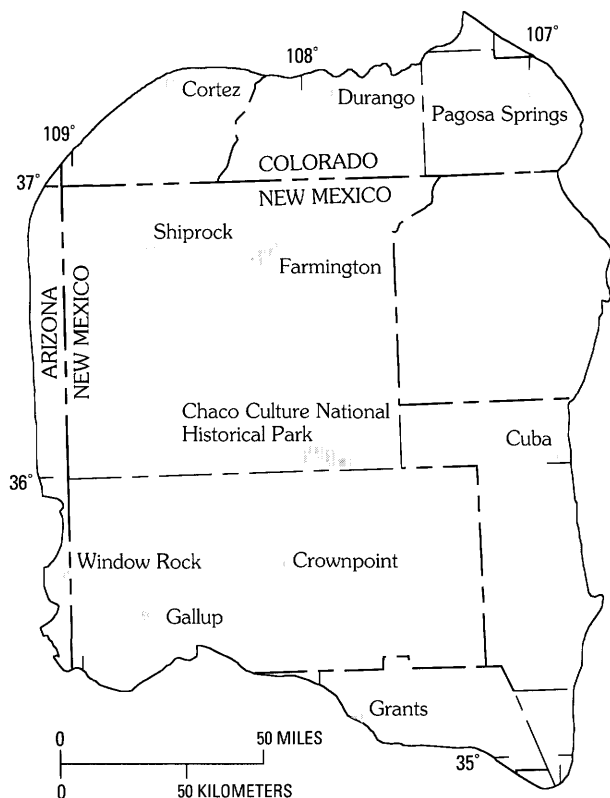 107°
108°
Cortez
Durango
Pagosa Springs
109°
COLORADO
37°
NEW MEXICO
Shiprock
Farmington
ARIZONA
NEW MEXICO
Chaco Culture National
Historical Park
Cuba
36°
Window Rock
Crownpoint
Gallup
Grants
0
50 MILES
35°
0
50 KILOMETERS